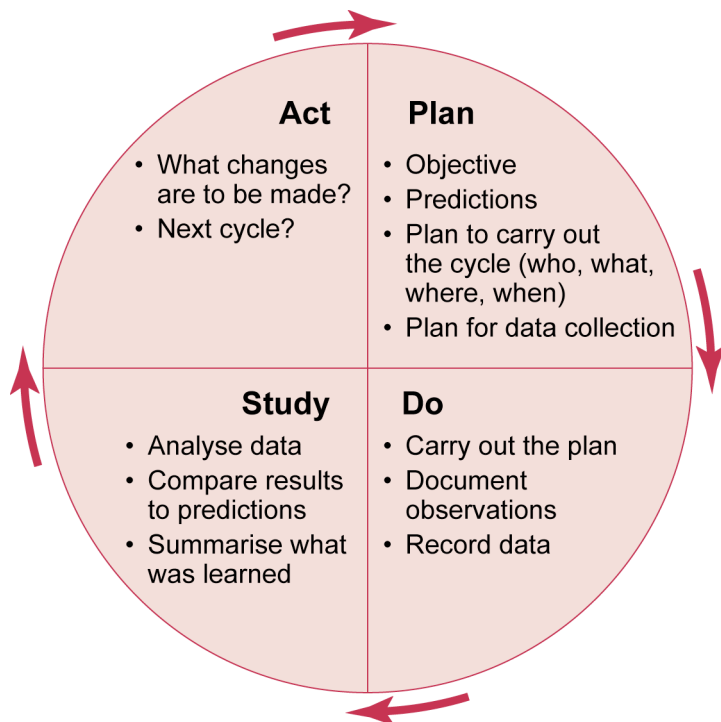 Act
• What changes
are to be made?
• Next cycle?
Plan
• Objective
• Predictions
• Plan to carry out
the cycle (who, what,
where, when)
• Plan for data collection
Study
• Analyse data
• Compare results
to predictions
• Summarise what
was learned
Do
• Carry out the plan
• Document
observations
• Record data